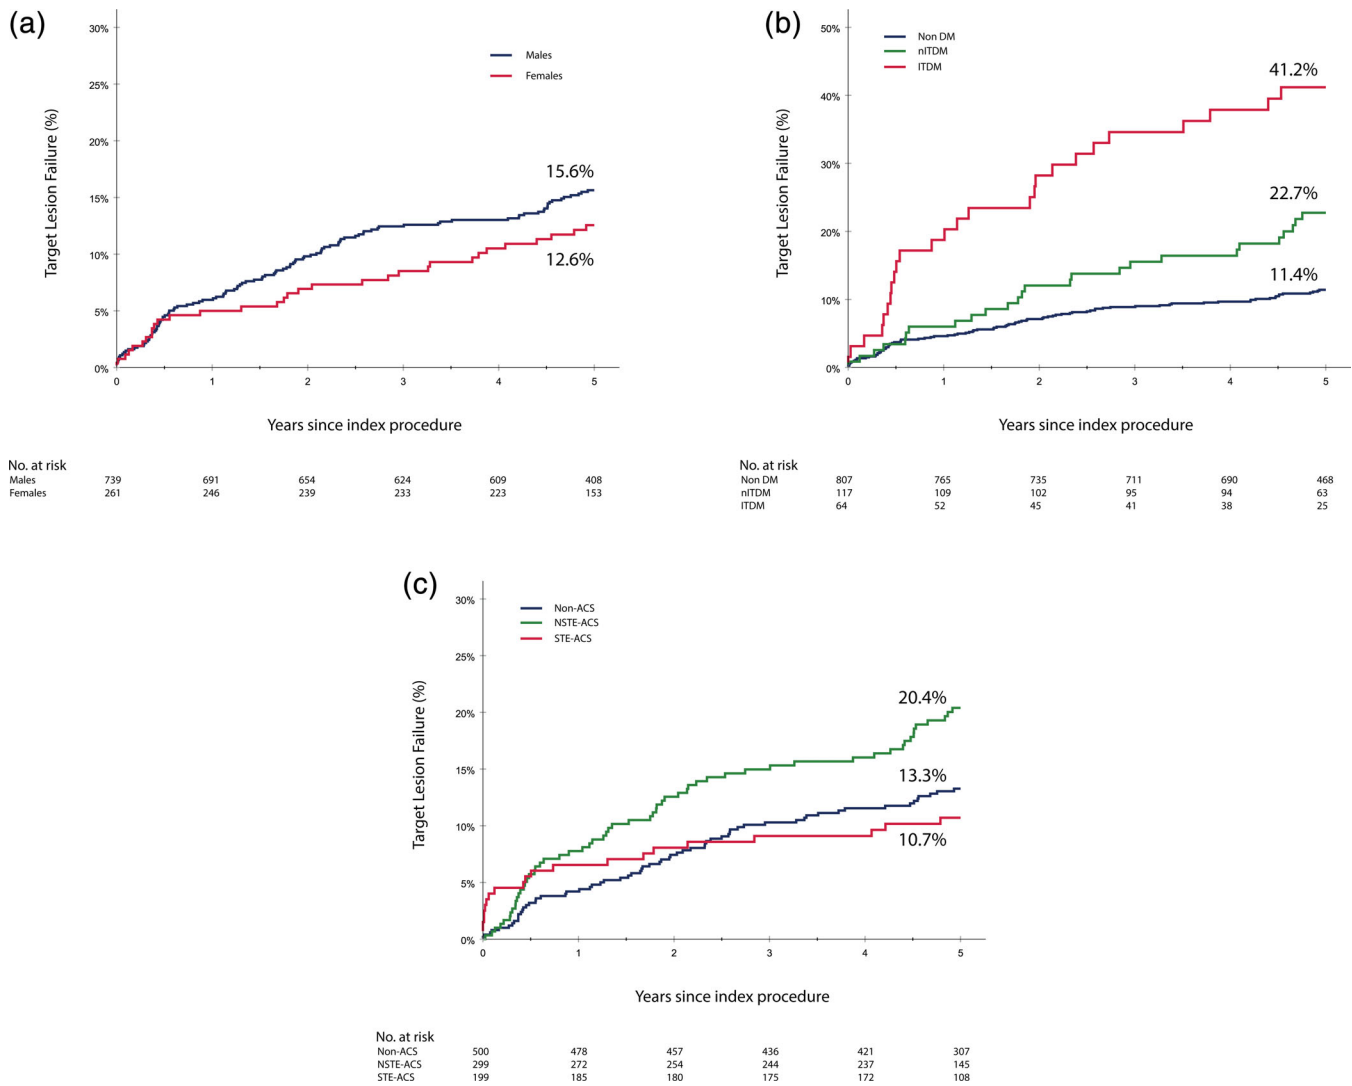 (a)
30%
25%
20%
15%
10%
5%
0%
Target Lesion Failure (%)
Males
Females
15.6%
12.6%
0 1 2 3 4 5
Years since index procedure
No. at risk
Males 739 691 654 624 609 408
Females 261 246 239 233 223 153
(b)
50%
40%
30%
20%
10%
0%
Target Lesion Failure (%)
Non DM
nITDM
ITDM
41.2%
22.7%
11.4%
0 1 2 3 4 5
Years since index procedure
No. at risk
Non DM 807 765 735 711 690 468
nITDM 117 109 102 95 94 63
ITDM 64 52 45 41 38 25
(c)
30%
25%
20%
15%
10%
5%
0%
Target Lesion Failure (%)
Non-ACS
NSTE-ACS
STE-ACS
20.4%
13.3%
10.7%
0 1 2 3 4 5
Years since index procedure
No. at risk
Non-ACS 500 478 457 436 421 307
NSTE-ACS 299 272 254 244 237 145
STE-ACS 199 185 180 175 172 108